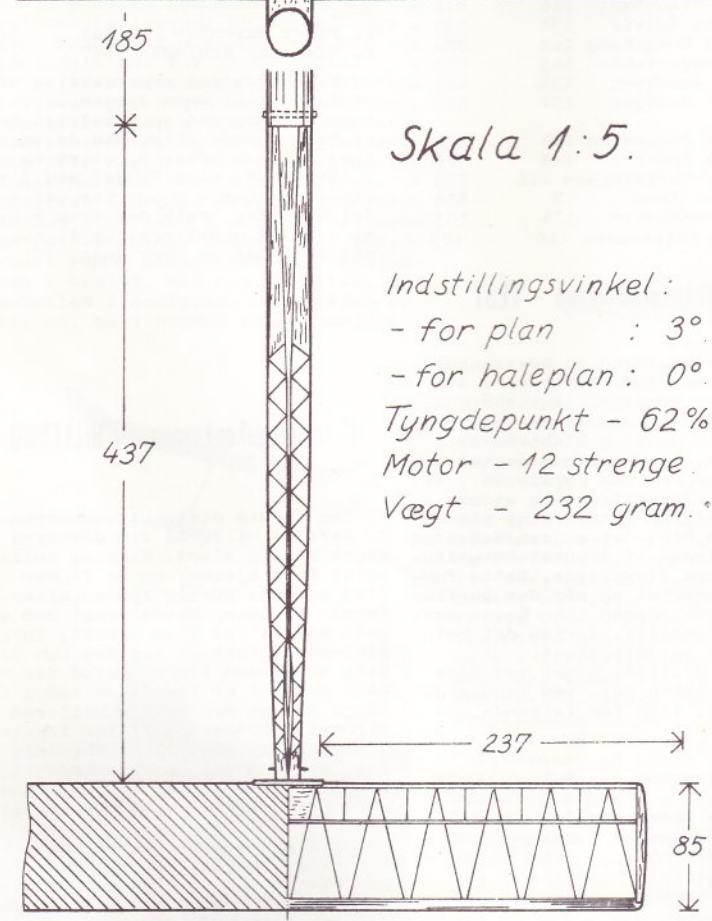 185
Skala 1:5.
Indstillingsvinkel:
- for plan : 3°.
- for haleplan : 0°.
Tyngdepunkt - 62%
Motor - 12 strenge.
Vægt - 232 gram.
437
237
85